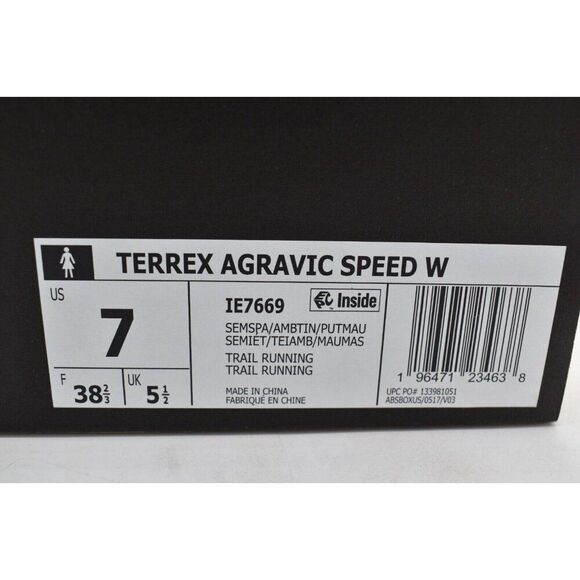 TERREX AGRAVIC SPEED W
US
7
F 38 2/3
UK 5 1/2
IE7669
Inside
SEMSPA/AMBTIN/PUTMAU
SEMIET/TEIAMB/MAUMAS
TRAIL RUNNING
TRAIL RUNNING
MADE IN CHINA
FABRIQUÉ EN CHINE
1 96471 23463 8
UPC PO# 133981051
ABSBOXUS/0517/V03